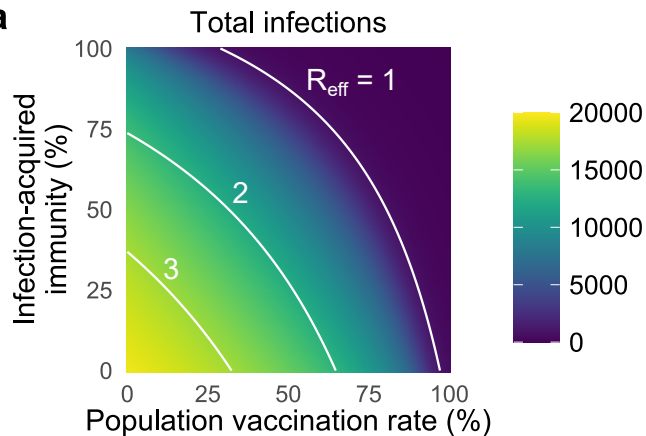 a
Total infections
Infection-acquired
immunity (%)
100
75
50
25
0
R_eff = 1
2
3
0 25 50 75 100
Population vaccination rate (%)
20000
15000
10000
5000
0